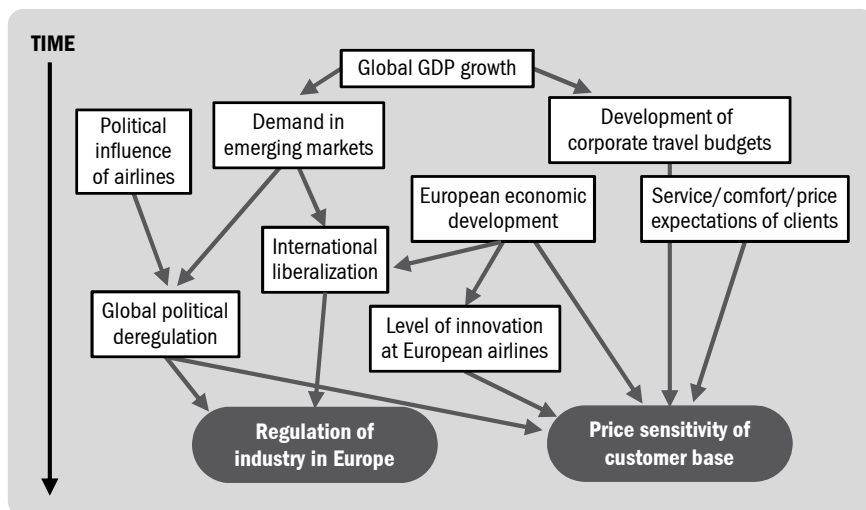 TIME
Global GDP growth
Political
influence
of airlines
Demand in
emerging markets
Development of
corporate travel budgets
European economic
development
Service/comfort/price
expectations of clients
International
liberalization
Global political
deregulation
Level of innovation
at European airlines
Regulation of
industry in Europe
Price sensitivity of
customer base